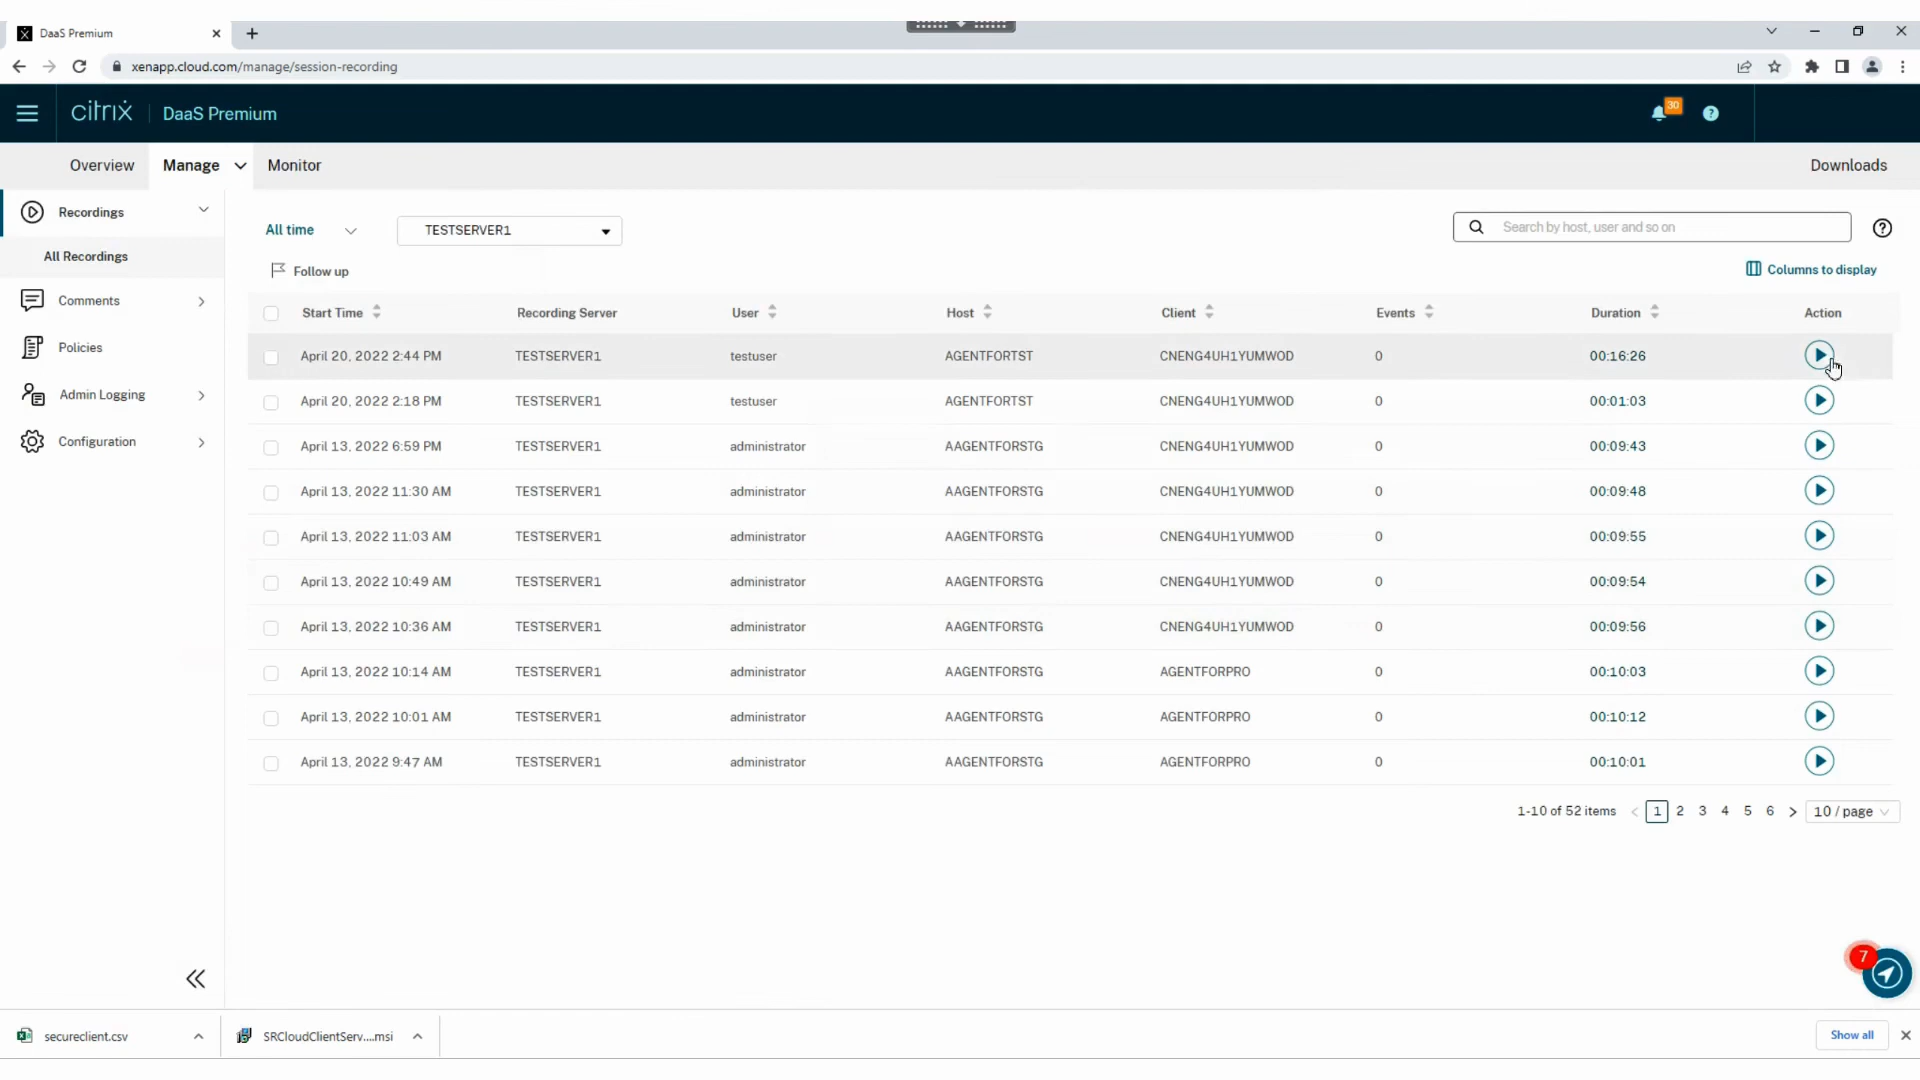 DaaS Premium
xenapp.cloud.com/manage/session-recording
citrix DaaS Premium 30 ?
Overview Manage Monitor Downloads
Recordings
All Recordings
Comments
Policies
Admin Logging
Configuration
All time TESTSERVER1 Search by host, user and so on ?
Follow up Columns to display
Start Time Recording Server User Host Client Events Duration Action
April 20, 2022 2:44 PM TESTSERVER1 testuser AGENTFORTST CNENG4UH1YUMWOD 0 00:16:26
April 20, 2022 2:18 PM TESTSERVER1 testuser AGENTFORTST CNENG4UH1YUMWOD 0 00:01:03
April 13, 2022 6:59 PM TESTSERVER1 administrator AAGENTFORSTG CNENG4UH1YUMWOD 0 00:09:43
April 13, 2022 11:30 AM TESTSERVER1 administrator AAGENTFORSTG CNENG4UH1YUMWOD 0 00:09:48
April 13, 2022 11:03 AM TESTSERVER1 administrator AAGENTFORSTG CNENG4UH1YUMWOD 0 00:09:55
April 13, 2022 10:49 AM TESTSERVER1 administrator AAGENTFORSTG CNENG4UH1YUMWOD 0 00:09:54
April 13, 2022 10:36 AM TESTSERVER1 administrator AAGENTFORSTG CNENG4UH1YUMWOD 0 00:09:56
April 13, 2022 10:14 AM TESTSERVER1 administrator AAGENTFORSTG AGENTFORPRO 0 00:10:03
April 13, 2022 10:01 AM TESTSERVER1 administrator AAGENTFORSTG AGENTFORPRO 0 00:10:12
April 13, 2022 9:47 AM TESTSERVER1 administrator AAGENTFORSTG AGENTFORPRO 0 00:10:01
1-10 of 52 items < 1 2 3 4 5 6 > 10 / page
7
secureclient.csv SRCloudClientServ....msi Show all